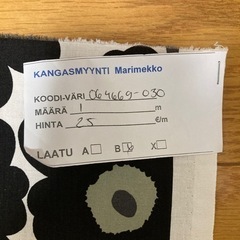 KANGASMYYNTI Marimekko
KOODI-VÄRI 064669-030
MÄÄRÄ 1 m
HINTA 25 €/m
LAATU A B X